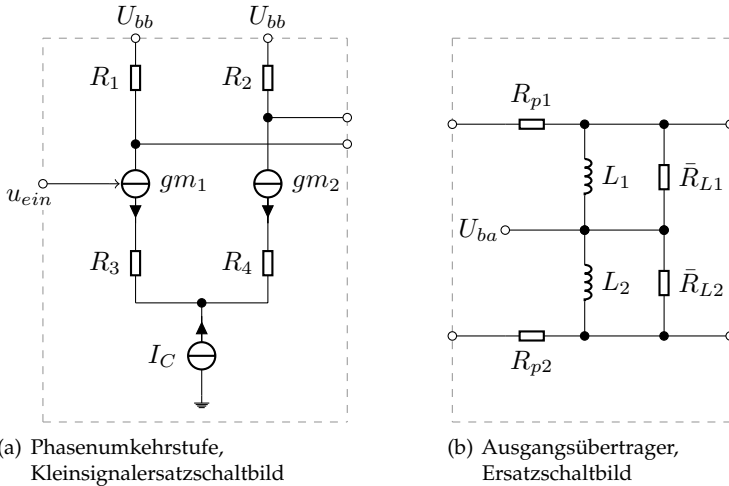 U_bb U_bb
R_1 R_2
R_p1
gm_1 gm_2
L_1 R̄_L1
u_ein
U_ba
R_3 R_4
L_2 R̄_L2
I_C
R_p2
(a) Phasenumkehrstufe,
Kleinsignalersatzschaltbild
(b) Ausgangsübertrager,
Ersatzschaltbild